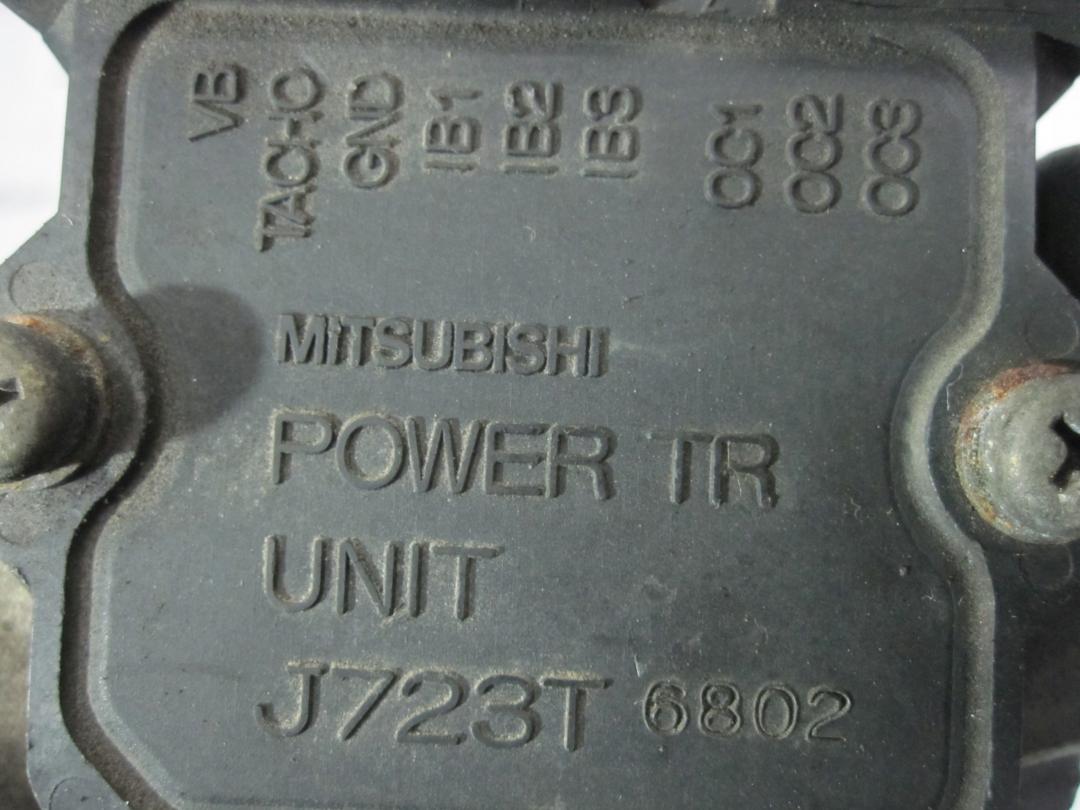 VB
TACHO
GND
IB1
IB2
IB3
OC1
OC2
OC3
MITSUBISHI
POWER TR
UNIT
J723T 6802